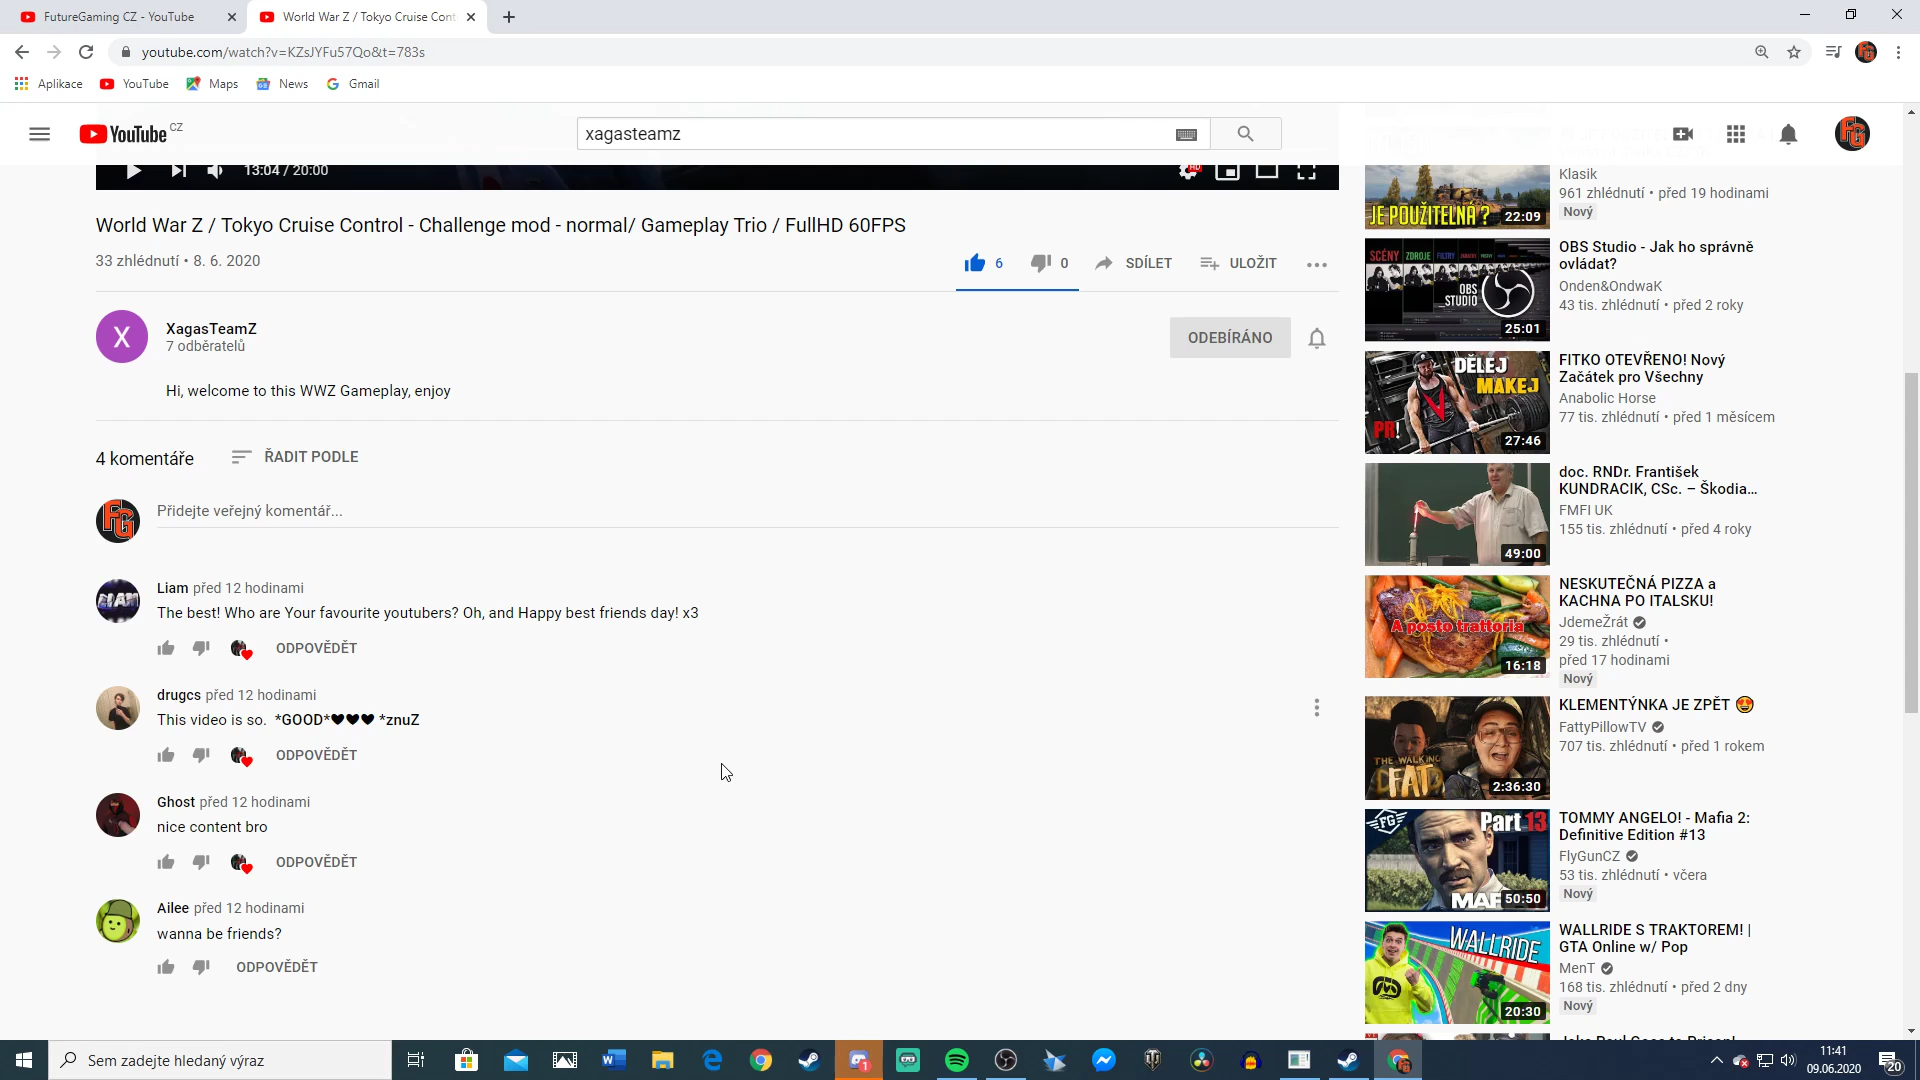 FutureGaming CZ - YouTube
World War Z / Tokyo Cruise Cont
youtube.com/watch?v=KZsJYFu57Qo&t=783s
Aplikace
YouTube
Maps
News
Gmail
YouTube CZ
xagasteamz
13:04 / 20:00
World War Z / Tokyo Cruise Control - Challenge mod - normal/ Gameplay Trio / FullHD 60FPS
33 zhlédnutí • 8. 6. 2020
6
0
SDÍLET
ULOŽIT
X
XagasTeamZ
7 odběratelů
ODEBÍRÁNO
Hi, welcome to this WWZ Gameplay, enjoy
4 komentáře
ŘADIT PODLE
Přidejte veřejný komentář...
Liam před 12 hodinami
The best! Who are Your favourite youtubers? Oh, and Happy best friends day! x3
ODPOVĚDĚT
drugcs před 12 hodinami
This video is so. *GOOD*♥♥♥ *znuZ
ODPOVĚDĚT
Ghost před 12 hodinami
nice content bro
ODPOVĚDĚT
Ailee před 12 hodinami
wanna be friends?
ODPOVĚDĚT
JE POUŽITELNÁ ?
22:09
Klasik
961 zhlédnutí • před 19 hodinami
Nový
SCÉNY ZDROJE FILTRY
OBS
STUDIO
25:01
OBS Studio - Jak ho správně
ovládat?
Onden&OndwaK
43 tis. zhlédnutí • před 2 roky
DĚLEJ
MAKEJ
PR!
27:46
FITKO OTEVŘENO! Nový
Začátek pro Všechny
Anabolic Horse
77 tis. zhlédnutí • před 1 měsícem
49:00
doc. RNDr. František
KUNDRACIK, CSc. – Škodia...
FMFI UK
155 tis. zhlédnutí • před 4 roky
A posto trattoria
16:18
NESKUTEČNÁ PIZZA a
KACHNA PO ITALSKU!
JdemeŽrát
29 tis. zhlédnutí •
před 17 hodinami
Nový
THE WALKING
FAT
2:36:30
KLEMENTÝNKA JE ZPĚT 🤩
FattyPillowTV
707 tis. zhlédnutí • před 1 rokem
FG
Part 13
MAF
50:50
TOMMY ANGELO! - Mafia 2:
Definitive Edition #13
FlyGunCZ
53 tis. zhlédnutí • včera
Nový
WALLRIDE
20:30
WALLRIDE S TRAKTOREM! |
GTA Online w/ Pop
MenT
168 tis. zhlédnutí • před 2 dny
Nový
Sem zadejte hledaný výraz
1
11:41
09.06.2020
20